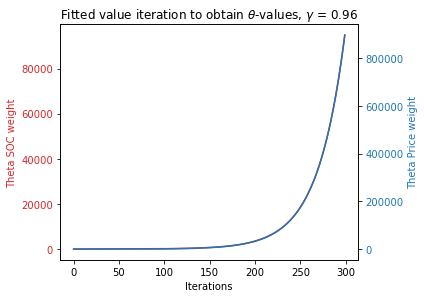 Fitted value iteration to obtain θ-values, γ = 0.96
80000
60000
40000
20000
0
Theta SOC weight
800000
600000
400000
200000
0
Theta Price weight
0 50 100 150 200 250 300
Iterations